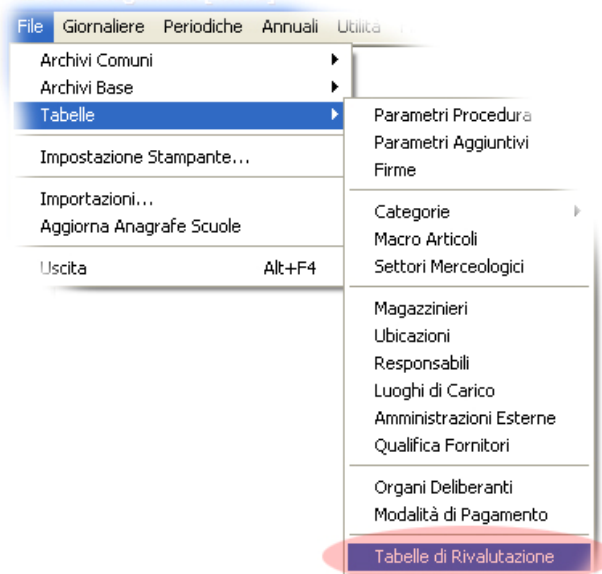 File Giornaliere Periodiche Annuali Utilita
Archivi Comuni
Archivi Base
Tabelle
Impostazione Stampante...
Importazioni...
Aggiorna Anagrafe Scuole
Uscita Alt+F4
Parametri Procedura
Parametri Aggiuntivi
Firme
Categorie
Macro Articoli
Settori Merceologici
Magazzinieri
Ubicazioni
Responsabili
Luoghi di Carico
Amministrazioni Esterne
Qualifica Fornitori
Organi Deliberanti
Modalità di Pagamento
Tabelle di Rivalutazione